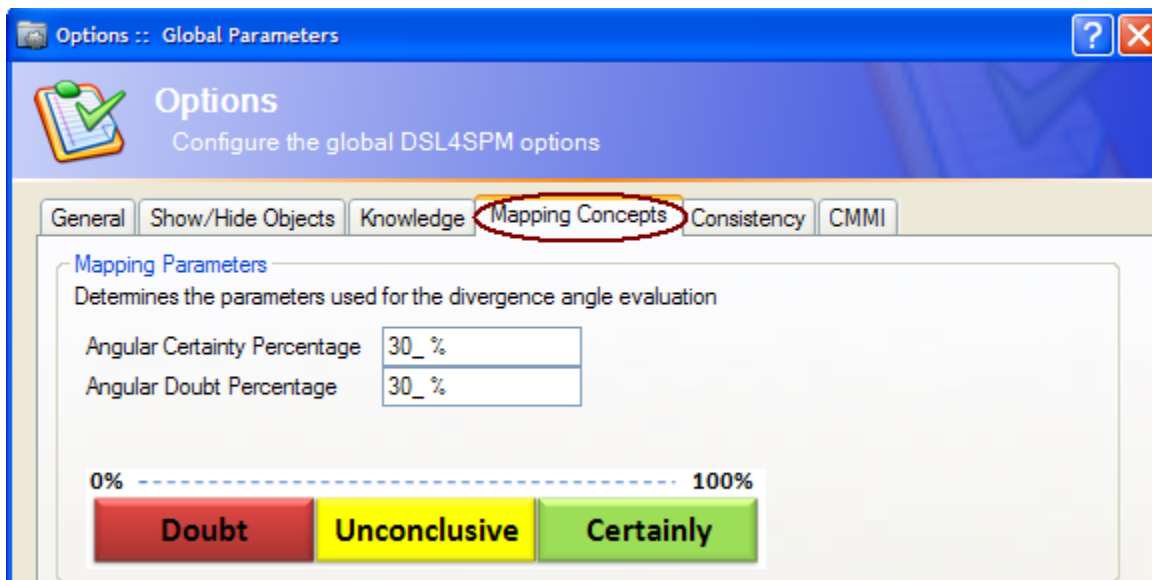 Options :: Global Parameters
?
Options
Configure the global DSL4SPM options
General Show/Hide Objects Knowledge Mapping Concepts Consistency CMMI
Mapping Parameters
Determines the parameters used for the divergence angle evaluation
Angular Certainty Percentage 30_ %
Angular Doubt Percentage 30_ %
0% 100%
Doubt Unconclusive Certainly